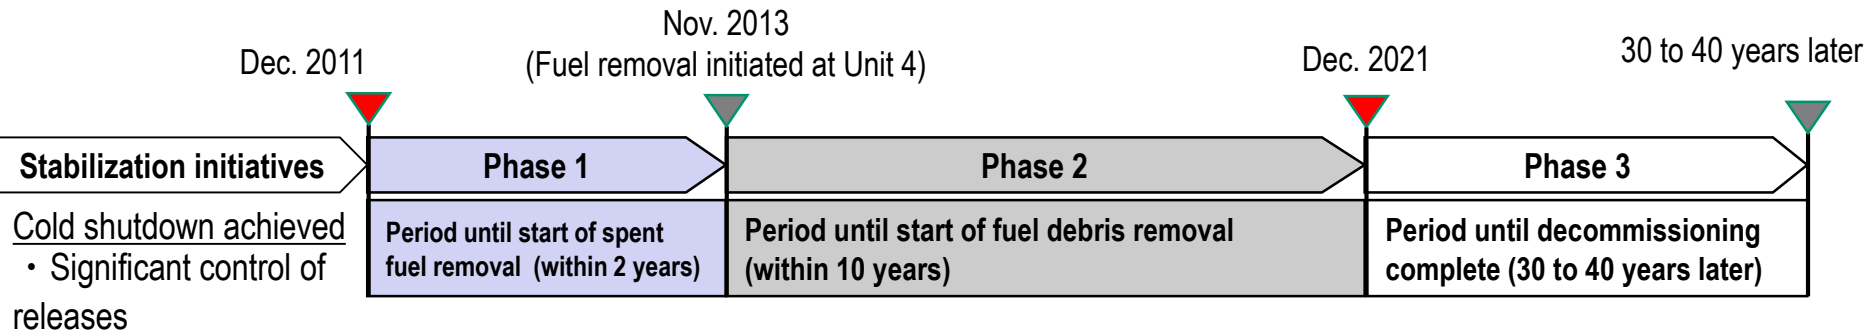 Nov. 2013
Dec. 2011
(Fuel removal initiated at Unit 4)
Dec. 2021
30 to 40 years later
Stabilization initiatives
Phase 1
Phase 2
Phase 3
Cold shutdown achieved
・Significant control of
releases
Period until start of spent
fuel removal (within 2 years)
Period until start of fuel debris removal
(within 10 years)
Period until decommissioning
complete (30 to 40 years later)